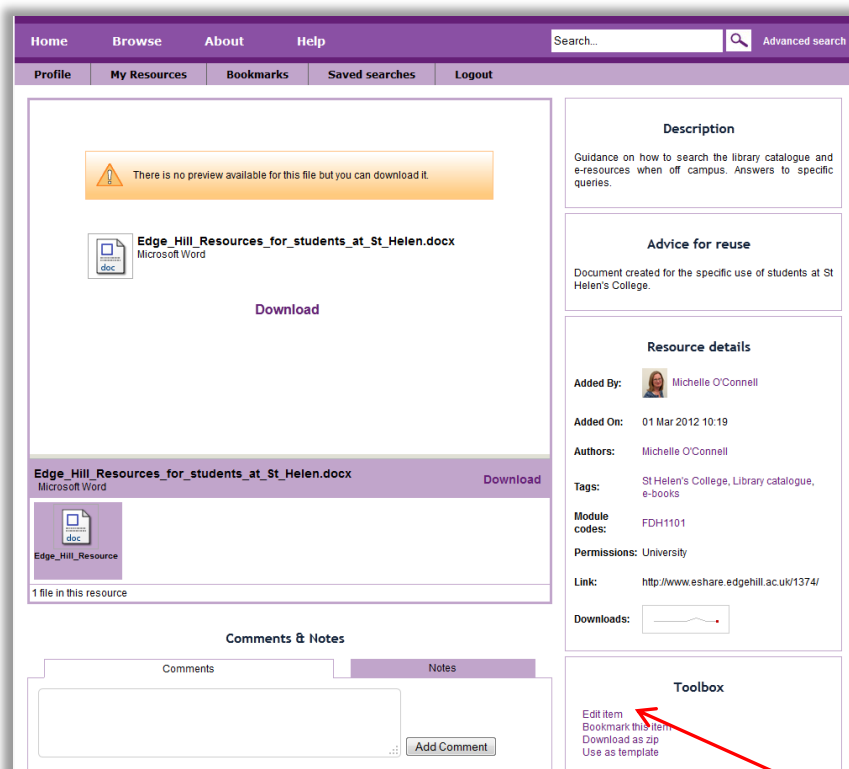 Home Browse About Help
Search...
Advanced search
Profile My Resources Bookmarks Saved searches Logout
There is no preview available for this file but you can download it.
doc
Edge_Hill_Resources_for_students_at_St_Helen.docx
Microsoft Word
Download
Edge_Hill_Resources_for_students_at_St_Helen.docx
Microsoft Word
Download
doc
Edge_Hill_Resource
1 file in this resource
Comments & Notes
Comments
Notes
Add Comment
Description
Guidance on how to search the library catalogue and
e-resources when off campus. Answers to specific
queries.
Advice for reuse
Document created for the specific use of students at St
Helen's College.
Resource details
Added By: Michelle O'Connell
Added On: 01 Mar 2012 10:19
Authors: Michelle O'Connell
Tags: St Helen's College, Library catalogue,
e-books
Module
codes: FDH1101
Permissions: University
Link: http://www.eshare.edgehill.ac.uk/1374/
Downloads:
Toolbox
Edit item
Bookmark this item
Download as zip
Use as template